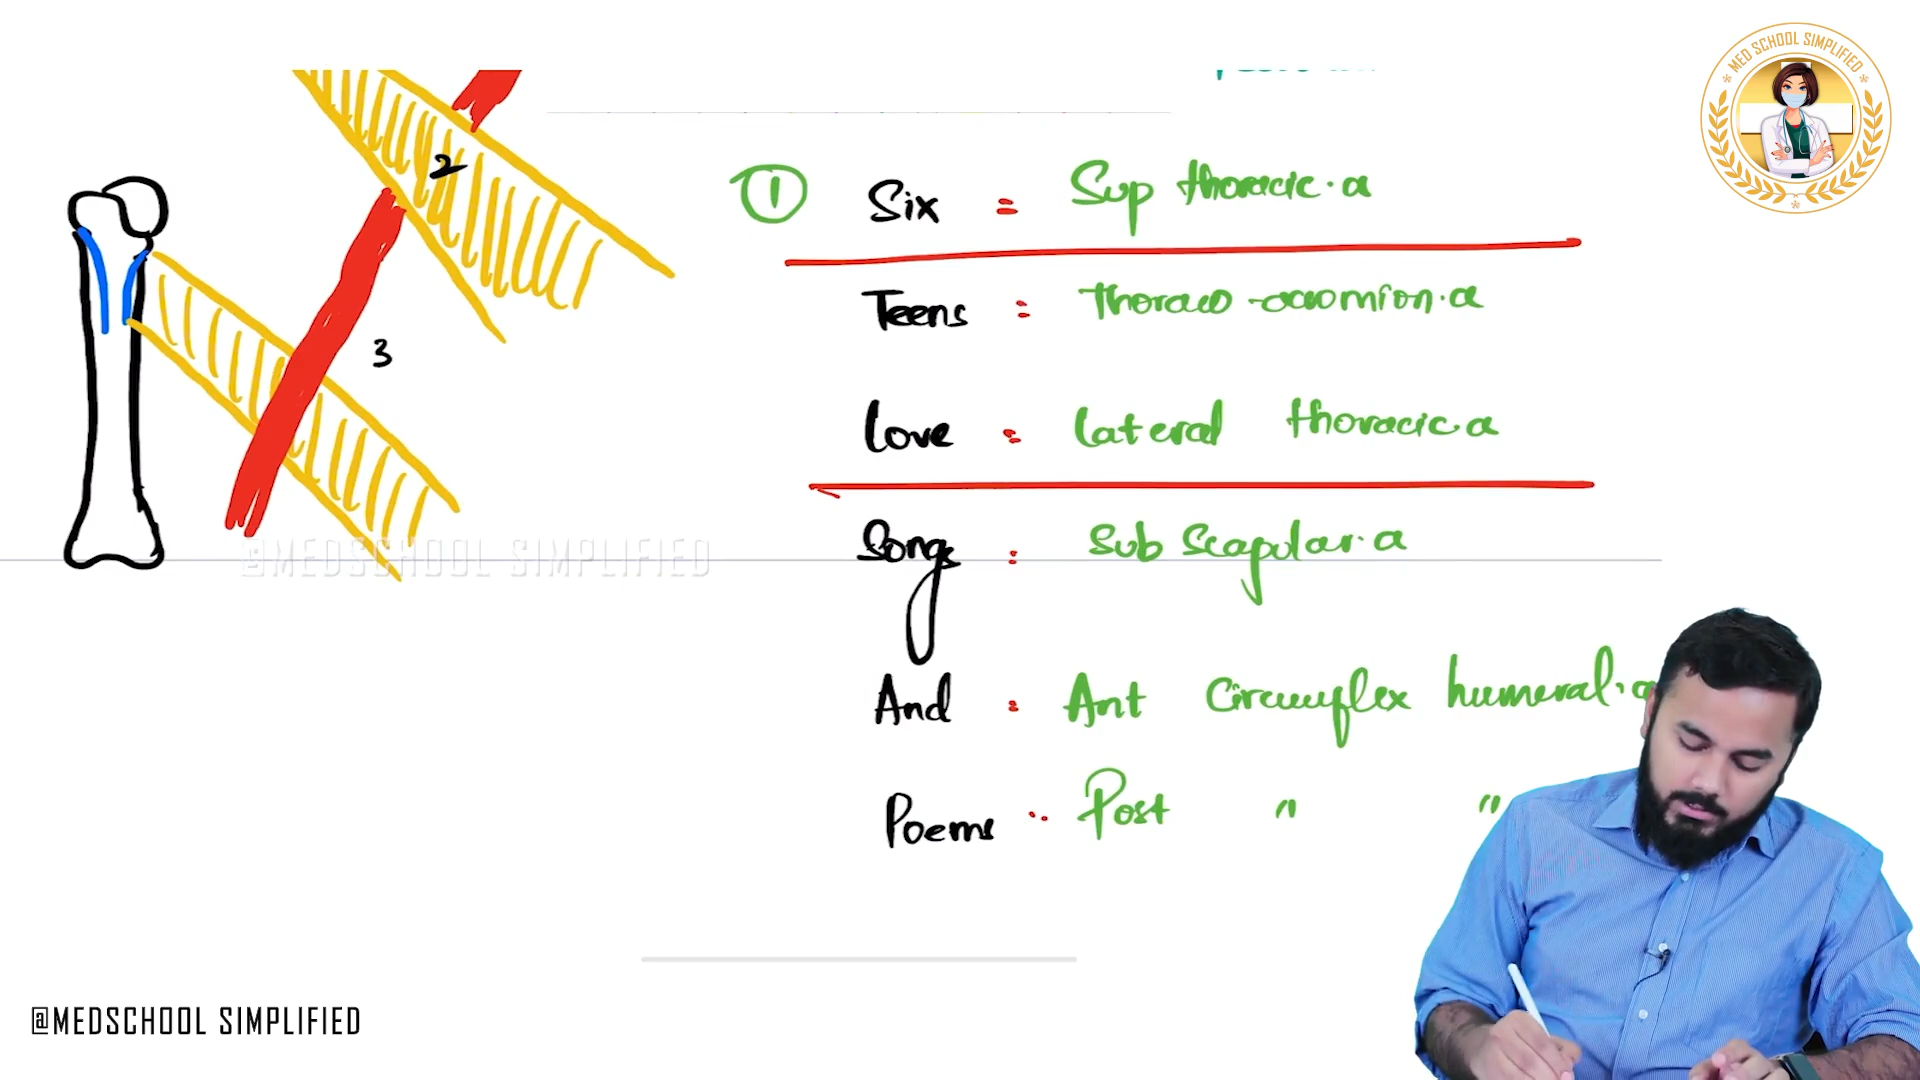 MED SCHOOL SIMPLIFIED
2
① Six = Sup thoracic.a
Teens : thoraco-acromion.a
3
Love : Lateral thoracic.a
Songs : Sub Scapular.a
@MEDSCHOOL SIMPLIFIED
And : Ant Circumflex humeral.a
Poems : Post " "
@MEDSCHOOL SIMPLIFIED